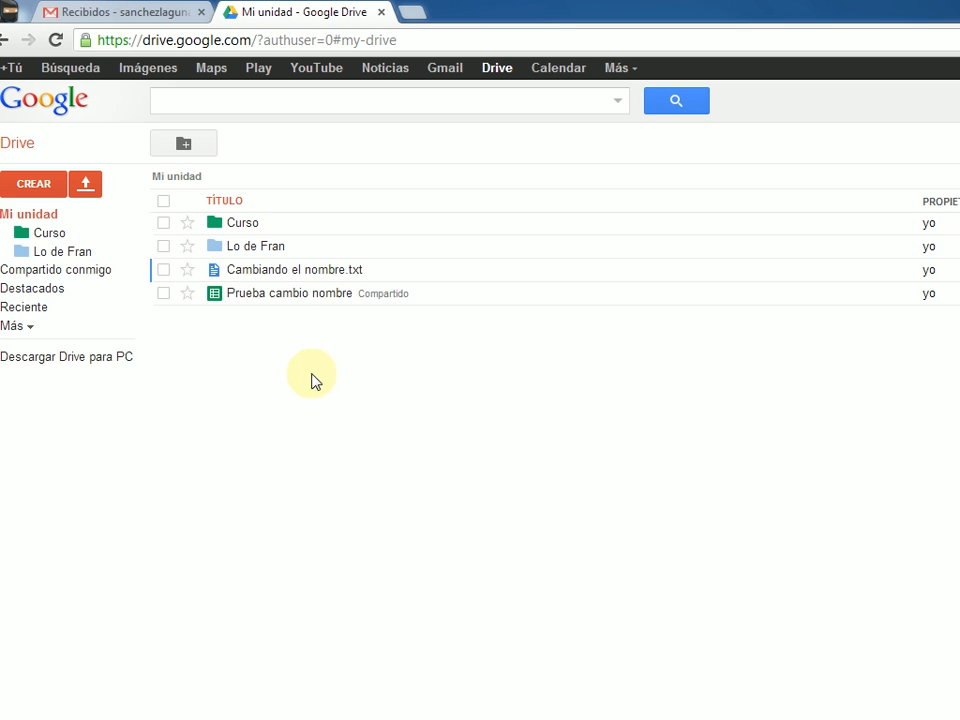 Recibidos - sanchezlagun
Mi unidad - Google Drive
https://drive.google.com/?authuser=0#my-drive
+Tú Búsqueda Imágenes Maps Play YouTube Noticias Gmail Drive Calendar Más
Google
Drive
CREAR
Mi unidad
Curso
Lo de Fran
Compartido conmigo
Destacados
Reciente
Más
Descargar Drive para PC
Mi unidad
TÍTULO PROPIET
Curso yo
Lo de Fran yo
Cambiando el nombre.txt yo
Prueba cambio nombre Compartido yo